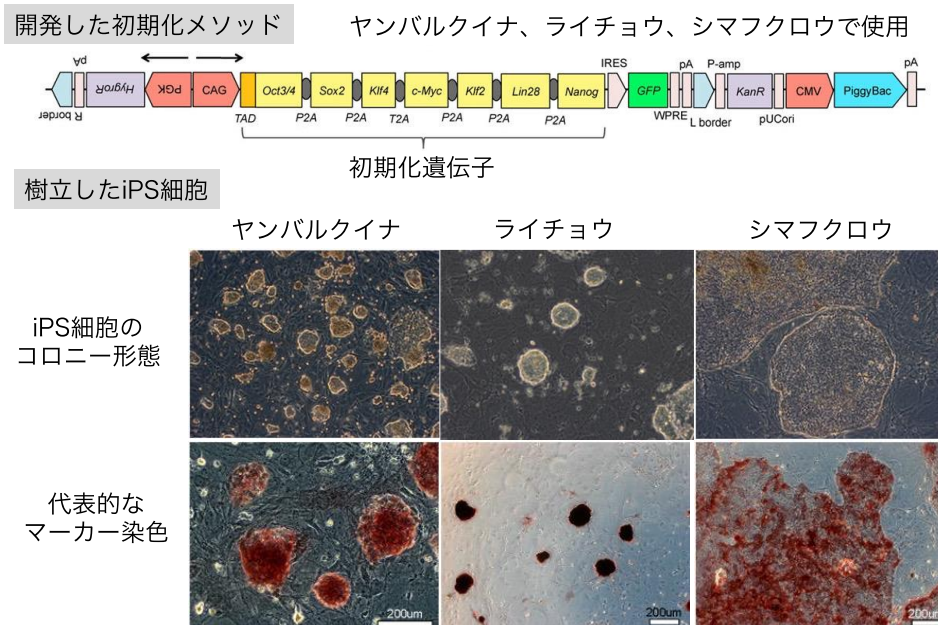 開発した初期化メソッド
ヤンバルクイナ、ライチョウ、シマフクロウで使用
R border
pA
HygroR
PGK
CAG
TAD
Oct3/4
P2A
Sox2
P2A
Klf4
T2A
c-Myc
P2A
Klf2
P2A
Lin28
P2A
Nanog
IRES
GFP
WPRE
pA
L border
P-amp
KanR
pUCori
CMV
PiggyBac
pA
初期化遺伝子
樹立したiPS細胞
ヤンバルクイナ
ライチョウ
シマフクロウ
iPS細胞の
コロニー形態
代表的な
マーカー染色
200um
200um
200um